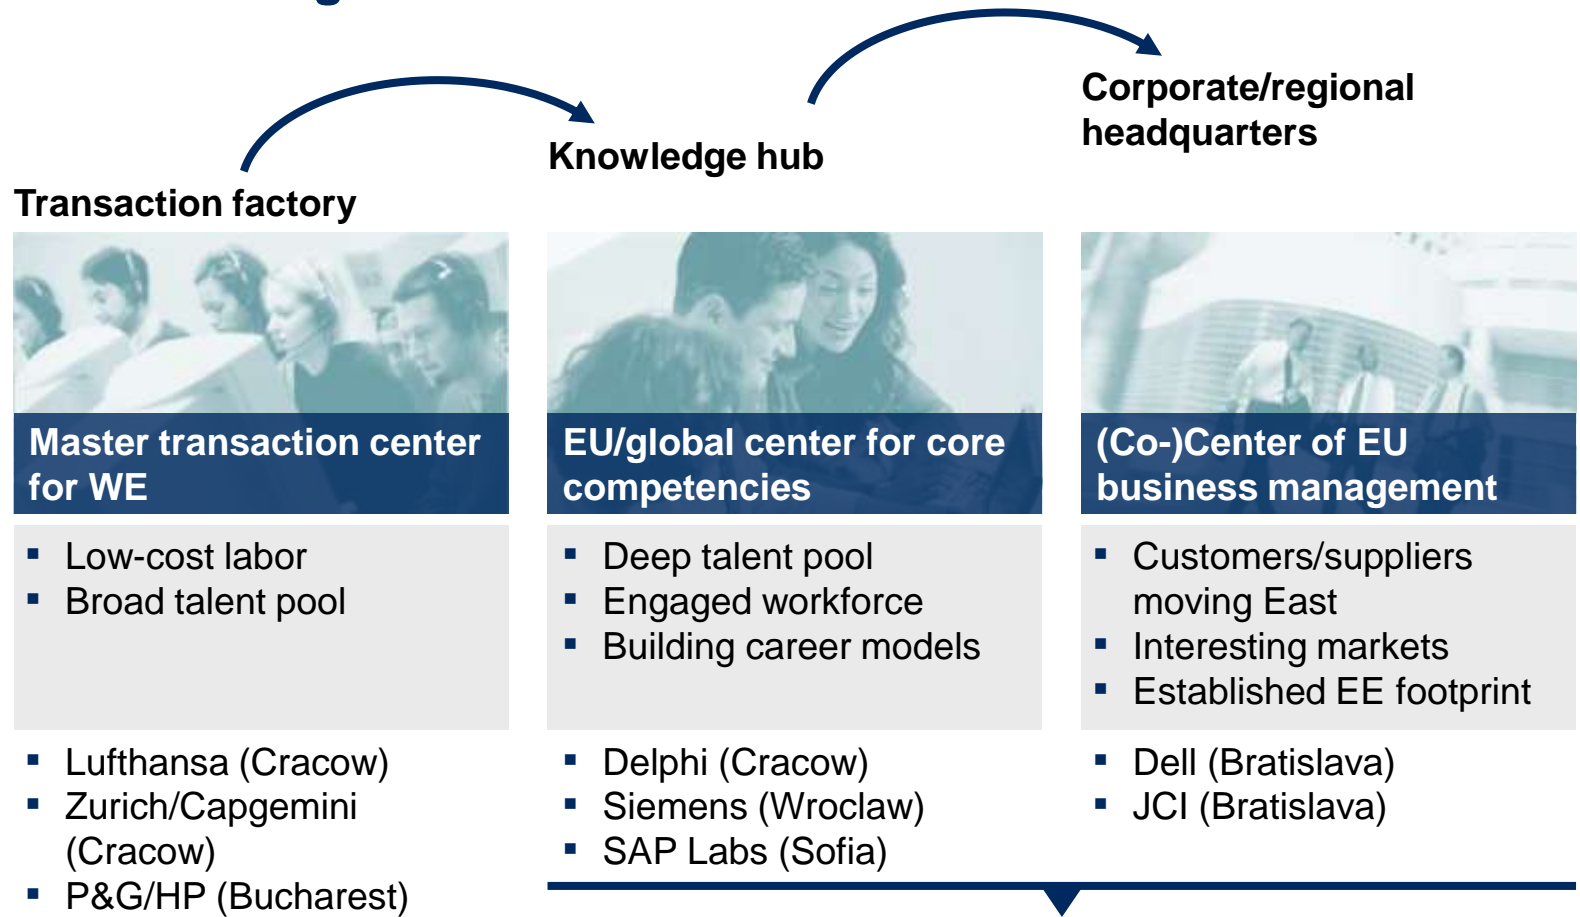 Transaction factory
Master transaction center
for WE
▪ Low-cost labor
▪ Broad talent pool
▪ Lufthansa (Cracow)
▪ Zurich/Capgemini
(Cracow)
▪ P&G/HP (Bucharest)
Knowledge hub
EU/global center for core
competencies
▪ Deep talent pool
▪ Engaged workforce
▪ Building career models
▪ Delphi (Cracow)
▪ Siemens (Wroclaw)
▪ SAP Labs (Sofia)
Corporate/regional
headquarters
(Co-)Center of EU
business management
▪ Customers/suppliers
moving East
▪ Interesting markets
▪ Established EE footprint
▪ Dell (Bratislava)
▪ JCI (Bratislava)